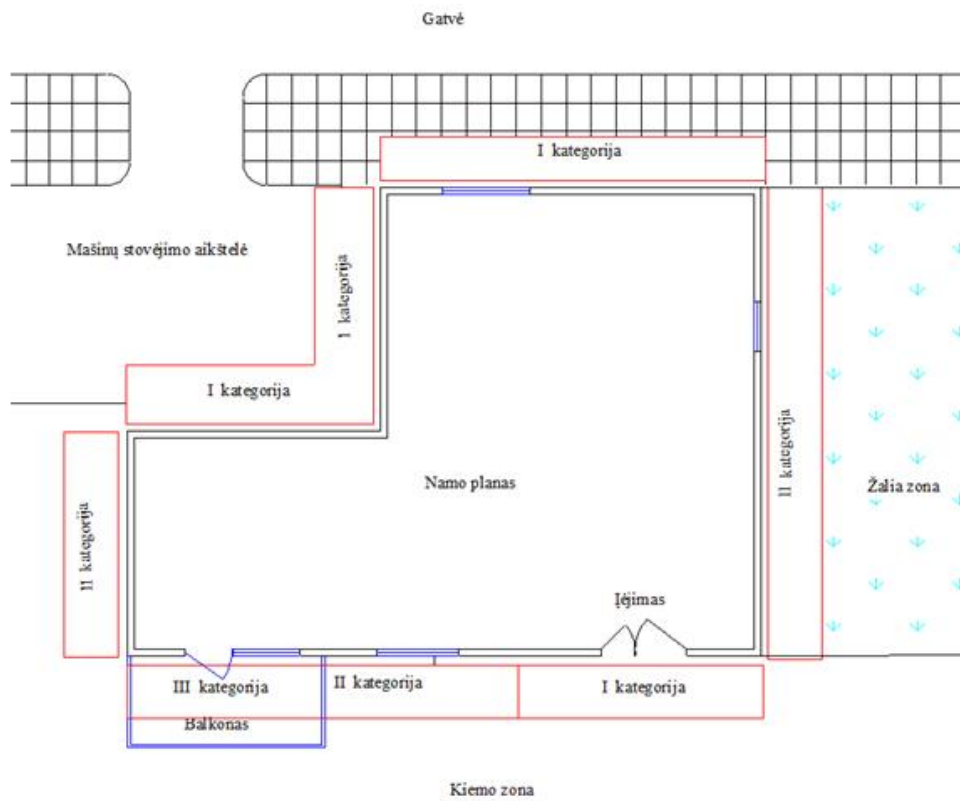 Gatvė
I kategorija
Mašinų stovėjimo aikštelė
I kategorija
I kategorija
II kategorija
Namo planas
Žalia zona
II kategorija
Įėjimas
III kategorija
II kategorija
I kategorija
Balkonas
Kiemo zona